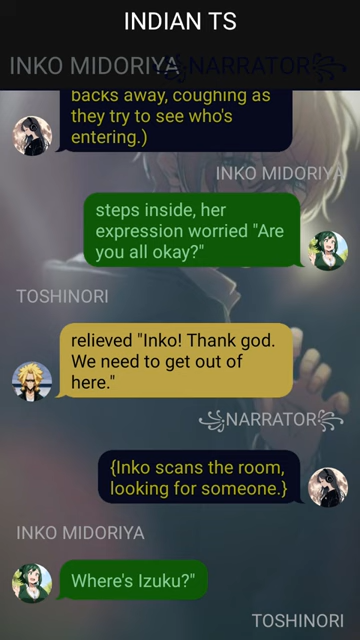 INDIAN TS
INKO MIDORIYA ꧁NARRATOR꧂
backs away, coughing as
they try to see who's
entering.)
INKO MIDORIYA
steps inside, her
expression worried "Are
you all okay?"
TOSHINORI
relieved "Inko! Thank god.
We need to get out of
here."
꧁NARRATOR꧂
{Inko scans the room,
looking for someone.}
INKO MIDORIYA
Where's Izuku?"
TOSHINORI